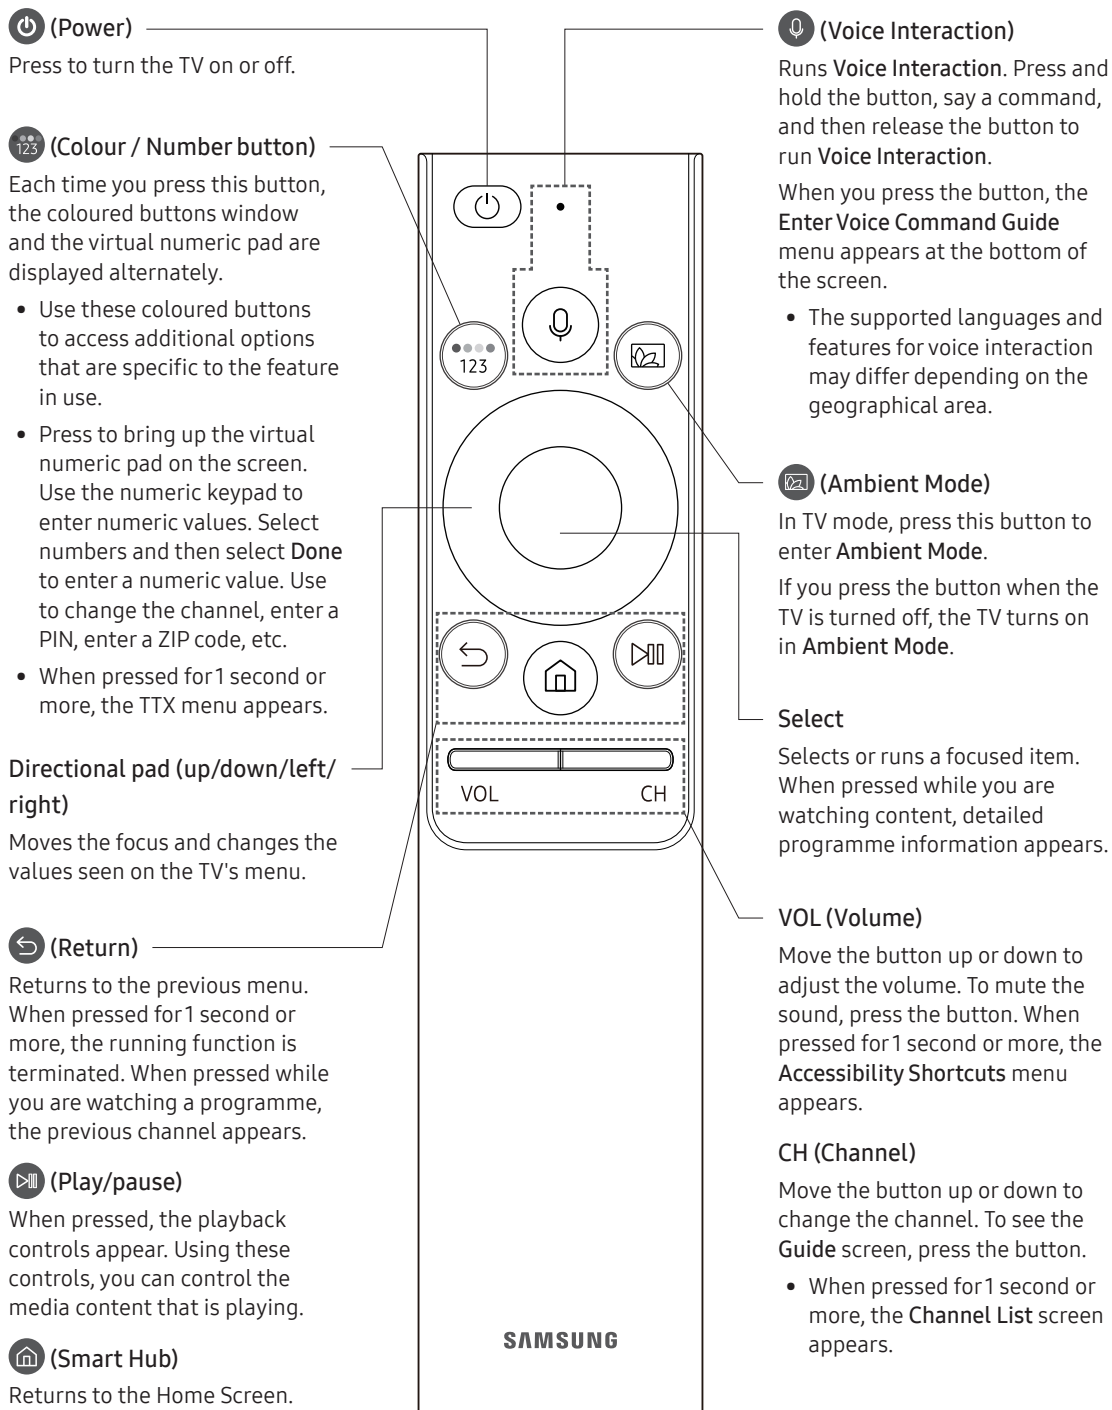 (Power)
Press to turn the TV on or off.
(Colour / Number button)
Each time you press this button,
the coloured buttons window
and the virtual numeric pad are
displayed alternately.
• Use these coloured buttons
to access additional options
that are specific to the feature
in use.
• Press to bring up the virtual
numeric pad on the screen.
Use the numeric keypad to
enter numeric values. Select
numbers and then select Done
to enter a numeric value. Use
to change the channel, enter a
PIN, enter a ZIP code, etc.
• When pressed for 1 second or
more, the TTX menu appears.
Directional pad (up/down/left/
right)
Moves the focus and changes the
values seen on the TV's menu.
(Return)
Returns to the previous menu.
When pressed for 1 second or
more, the running function is
terminated. When pressed while
you are watching a programme,
the previous channel appears.
(Play/pause)
When pressed, the playback
controls appear. Using these
controls, you can control the
media content that is playing.
(Smart Hub)
Returns to the Home Screen.
123
123
VOL
CH
SAMSUNG
(Voice Interaction)
Runs Voice Interaction. Press and
hold the button, say a command,
and then release the button to
run Voice Interaction.
When you press the button, the
Enter Voice Command Guide
menu appears at the bottom of
the screen.
• The supported languages and
features for voice interaction
may differ depending on the
geographical area.
(Ambient Mode)
In TV mode, press this button to
enter Ambient Mode.
If you press the button when the
TV is turned off, the TV turns on
in Ambient Mode.
Select
Selects or runs a focused item.
When pressed while you are
watching content, detailed
programme information appears.
VOL (Volume)
Move the button up or down to
adjust the volume. To mute the
sound, press the button. When
pressed for 1 second or more, the
Accessibility Shortcuts menu
appears.
CH (Channel)
Move the button up or down to
change the channel. To see the
Guide screen, press the button.
• When pressed for 1 second or
more, the Channel List screen
appears.